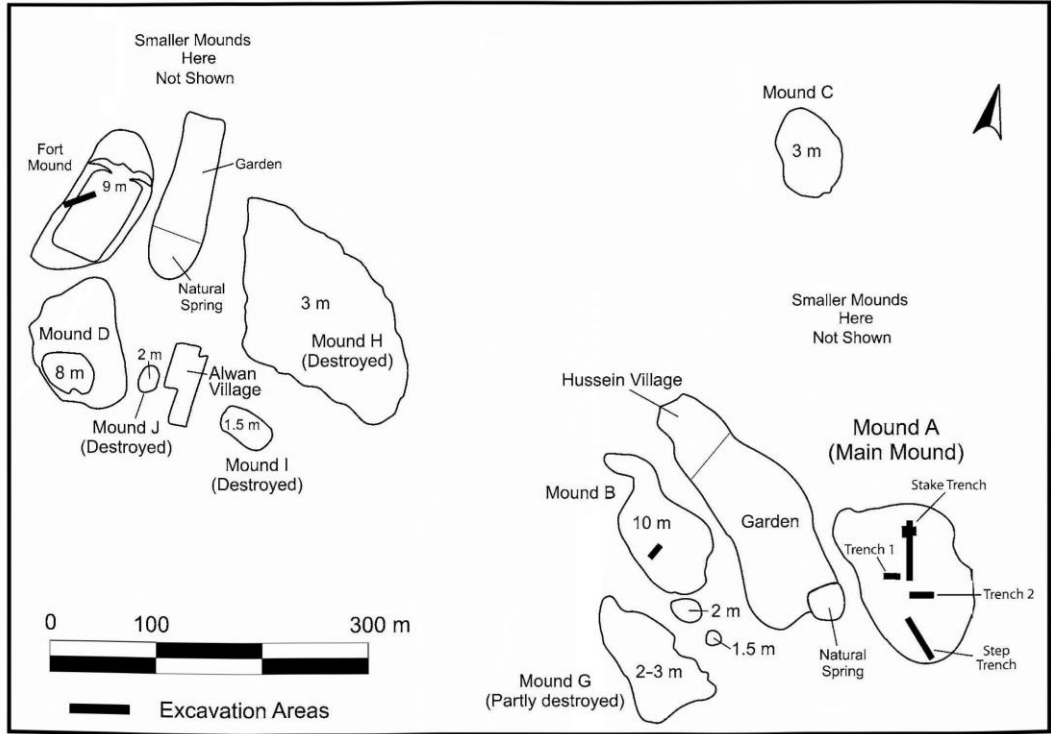 Smaller Mounds
Here
Not Shown
Fort
Mound
9 m
Garden
Natural
Spring
Mound D
8 m
2 m
Mound J
(Destroyed)
Alwan
Village
1.5 m
Mound I
(Destroyed)
3 m
Mound H
(Destroyed)
Mound C
3 m
Smaller Mounds
Here
Not Shown
Hussein Village
Mound B
10 m
Garden
2 m
1.5 m
Natural
Spring
Mound G
(Partly destroyed)
2–3 m
Mound A
(Main Mound)
Stake Trench
Trench 1
Trench 2
Step
Trench
0 100 300 m
Excavation Areas